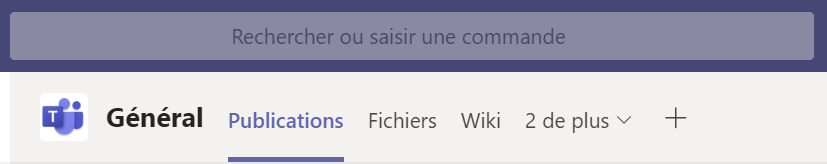 Rechercher ou saisir une commande
T Général Publications Fichiers Wiki 2 de plus